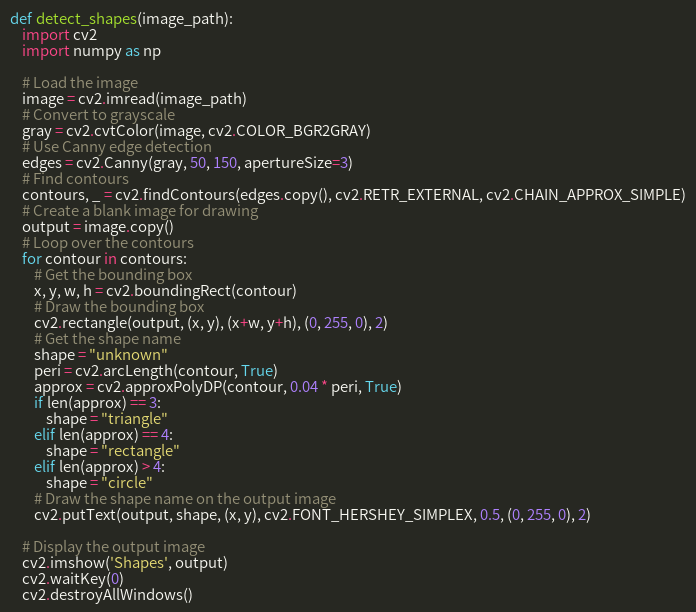 def detect_shapes(image_path):
    import cv2
    import numpy as np

    # Load the image
    image = cv2.imread(image_path)
    # Convert to grayscale
    gray = cv2.cvtColor(image, cv2.COLOR_BGR2GRAY)
    # Use Canny edge detection
    edges = cv2.Canny(gray, 50, 150, apertureSize=3)
    # Find contours
    contours, _ = cv2.findContours(edges.copy(), cv2.RETR_EXTERNAL, cv2.CHAIN_APPROX_SIMPLE)
    # Create a blank image for drawing
    output = image.copy()
    # Loop over the contours
    for contour in contours:
        # Get the bounding box
        x, y, w, h = cv2.boundingRect(contour)
        # Draw the bounding box
        cv2.rectangle(output, (x, y), (x+w, y+h), (0, 255, 0), 2)
        # Get the shape name
        shape = "unknown"
        peri = cv2.arcLength(contour, True)
        approx = cv2.approxPolyDP(contour, 0.04 * peri, True)
        if len(approx) == 3:
            shape = "triangle"
        elif len(approx) == 4:
            shape = "rectangle"
        elif len(approx) > 4:
            shape = "circle"
        # Draw the shape name on the output image
        cv2.putText(output, shape, (x, y), cv2.FONT_HERSHEY_SIMPLEX, 0.5, (0, 255, 0), 2)

    # Display the output image
    cv2.imshow('Shapes', output)
    cv2.waitKey(0)
    cv2.destroyAllWindows()